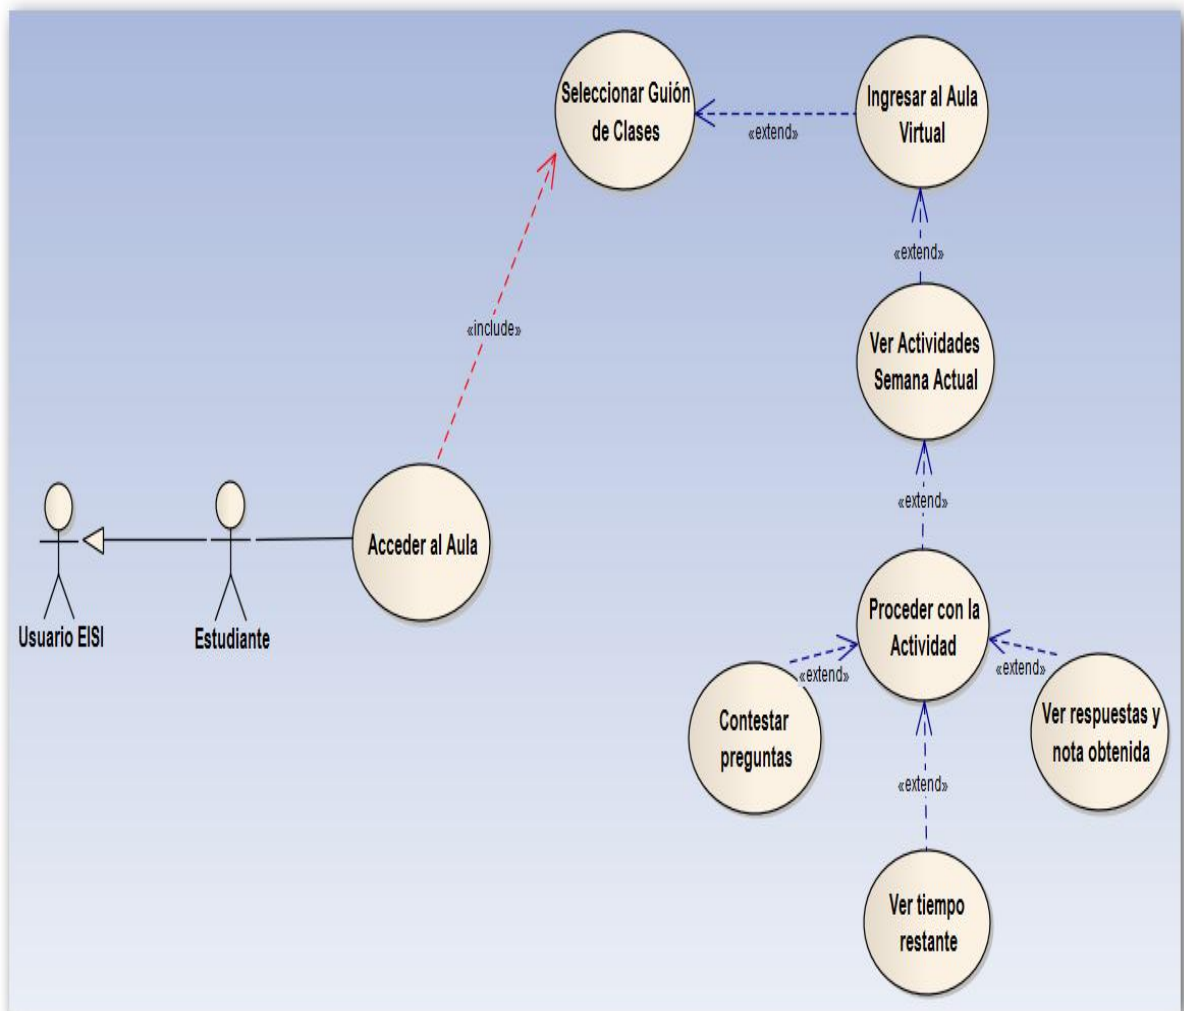 Seleccionar Guión
de Clases
«extend»
Ingresar al Aula
Virtual
«extend»
«include»
Ver Actividades
Semana Actual
«extend»
Usuario EISI
Estudiante
Acceder al Aula
Proceder con la
Actividad
«extend»
«extend»
Contestar
preguntas
Ver respuestas y
nota obtenida
«extend»
Ver tiempo
restante